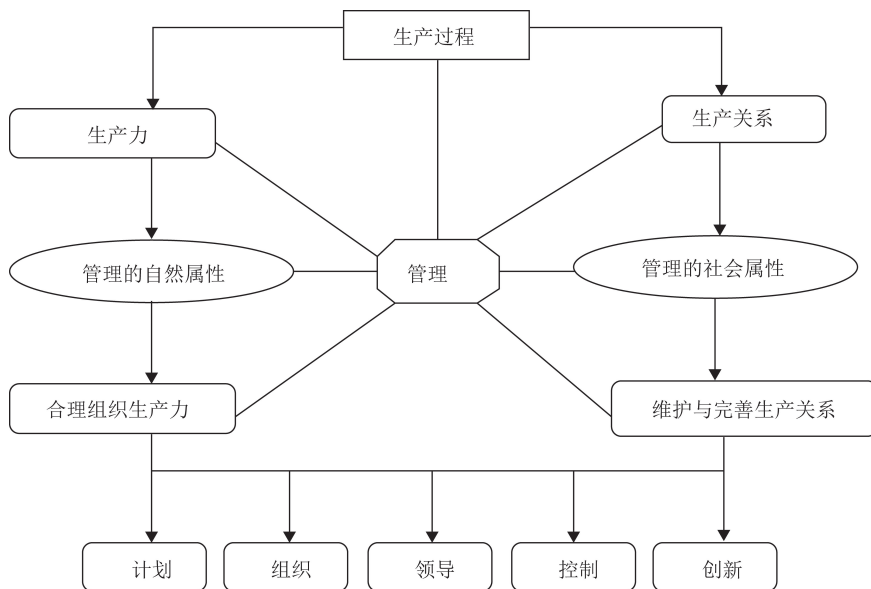 生产过程
生产力
生产关系
管理的自然属性
管理
管理的社会属性
合理组织生产力
维护与完善生产关系
计划
组织
领导
控制
创新